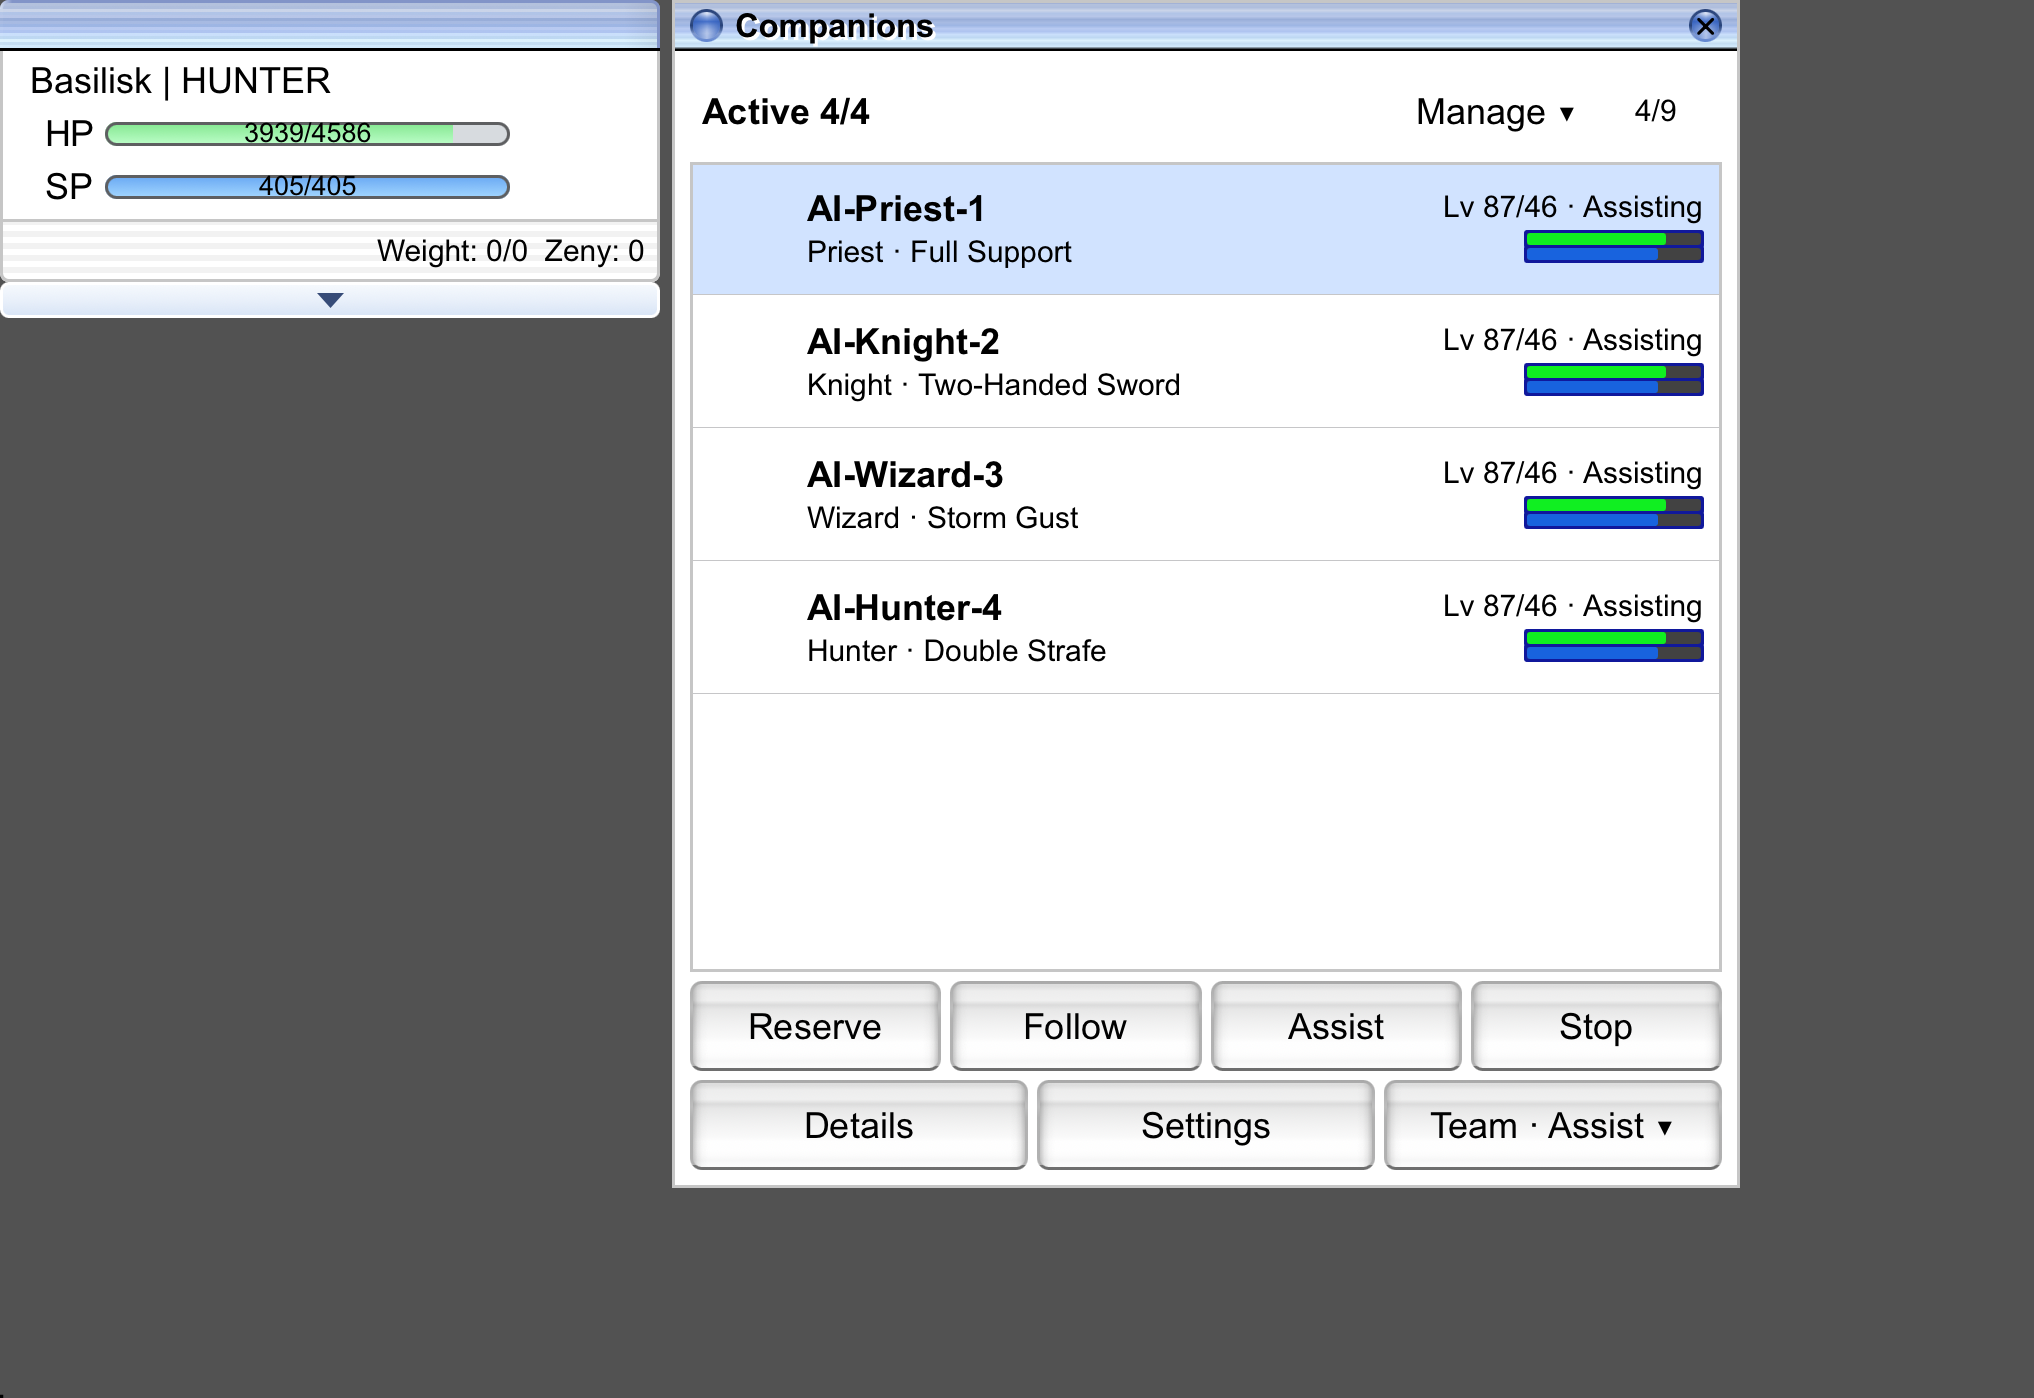 Basilisk | HUNTER
HP 3939/4586
SP 405/405
Weight: 0/0 Zeny: 0
Companions
Active 4/4 Manage ▼ 4/9
AI-Priest-1 Lv 87/46 · Assisting
Priest · Full Support
AI-Knight-2 Lv 87/46 · Assisting
Knight · Two-Handed Sword
AI-Wizard-3 Lv 87/46 · Assisting
Wizard · Storm Gust
AI-Hunter-4 Lv 87/46 · Assisting
Hunter · Double Strafe
Reserve Follow Assist Stop
Details Settings Team · Assist ▼